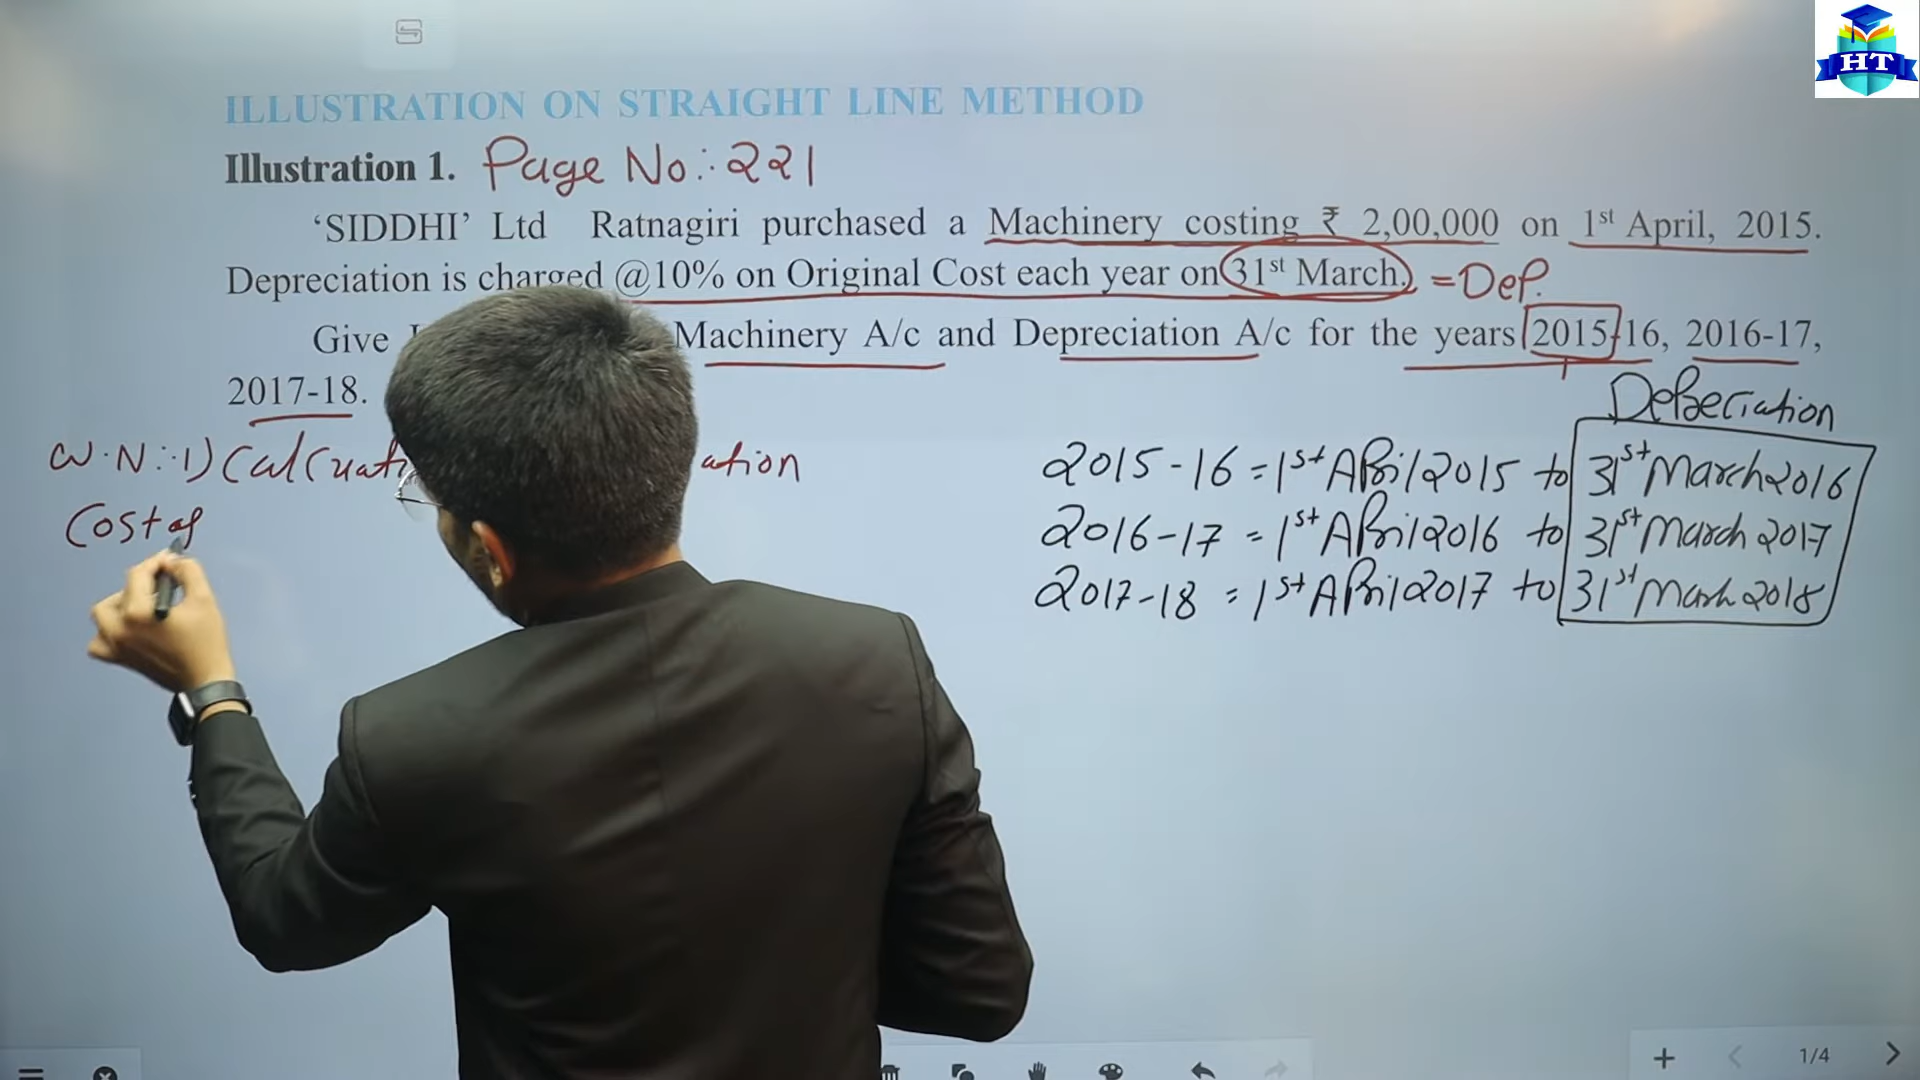 HT
ILLUSTRATION ON STRAIGHT LINE METHOD
Illustration 1. Page No:- 221
‘SIDDHI’ Ltd Ratnagiri purchased a Machinery costing ₹ 2,00,000 on 1st April, 2015.
Depreciation is charged @10% on Original Cost each year on 31st March. = Dep.
Give Machinery A/c and Depreciation A/c for the years 2015-16, 2016-17,
2017-18.
Depreciation
W.N:-1) Calcuati ation
Cost of
2015-16 = 1st April 2015 to 31st March 2016
2016-17 = 1st April 2016 to 31st March 2017
2017-18 = 1st April 2017 to 31st March 2018
1/4